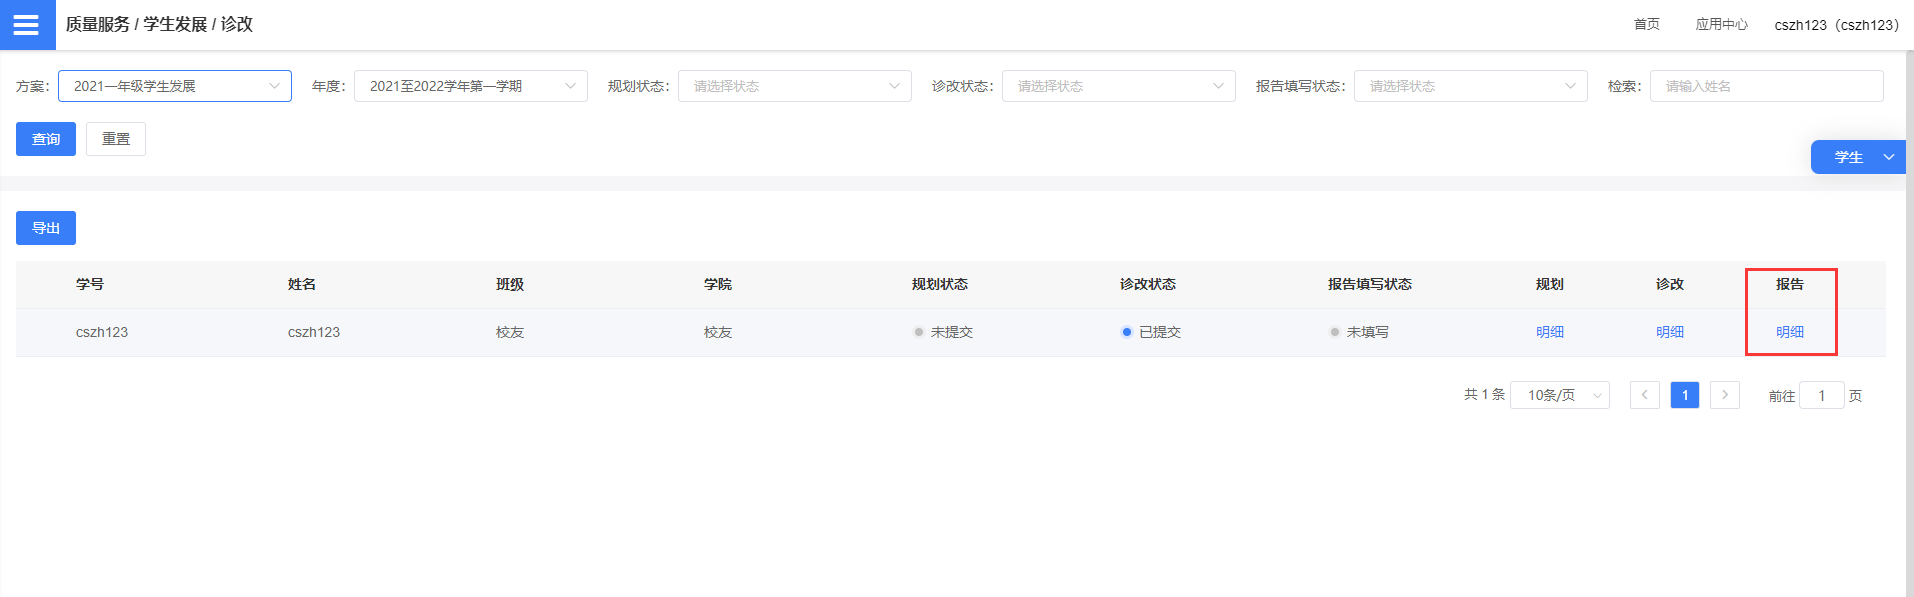 质量服务 / 学生发展 / 诊改
首页 应用中心 cszh123（cszh123）
方案： 2021一年级学生发展 年度： 2021至2022学年第一学期 规划状态： 请选择状态 诊改状态： 请选择状态 报告填写状态： 请选择状态 检索： 请输入姓名
查询 重置
学生
导出
学号 姓名 班级 学院 规划状态 诊改状态 报告填写状态 规划 诊改 报告
cszh123 cszh123 校友 校友 未提交 已提交 未填写 明细 明细 明细
共 1 条 10条/页 1 前往 1 页